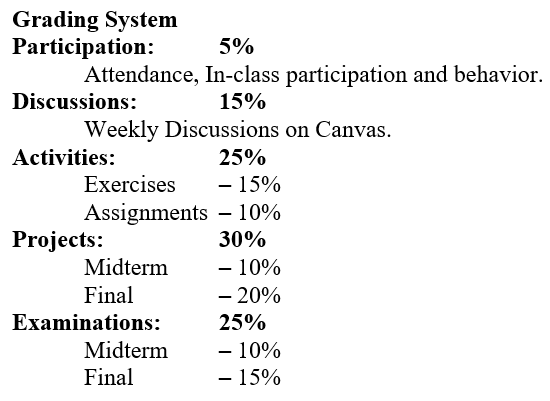 Grading System
Participation: 5%
Attendance, In-class participation and behavior.
Discussions: 15%
Weekly Discussions on Canvas.
Activities: 25%
Exercises – 15%
Assignments – 10%
Projects: 30%
Midterm – 10%
Final – 20%
Examinations: 25%
Midterm – 10%
Final – 15%